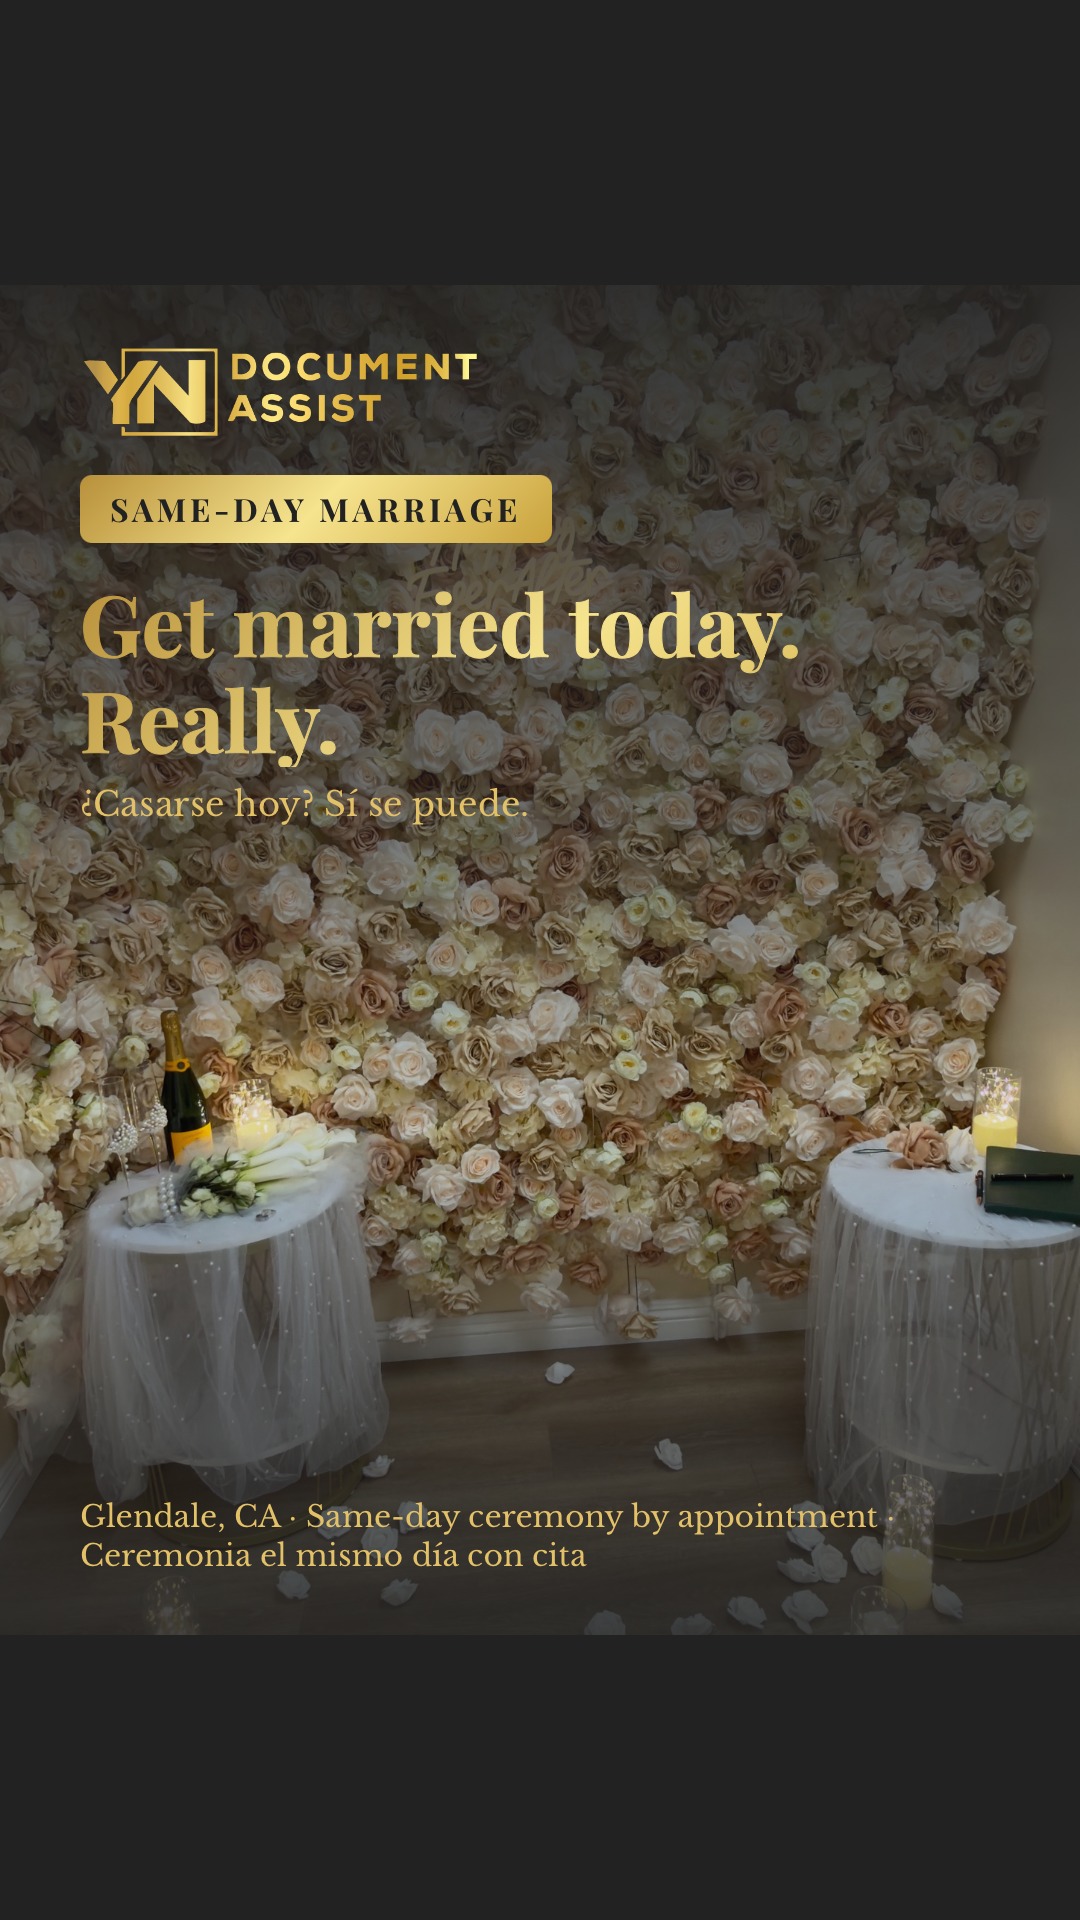 YN DOCUMENT
ASSIST
SAME-DAY MARRIAGE
Get married today.
Really.
¿Casarse hoy? Sí se puede.
Glendale, CA · Same-day ceremony by appointment ·
Ceremonia el mismo día con cita